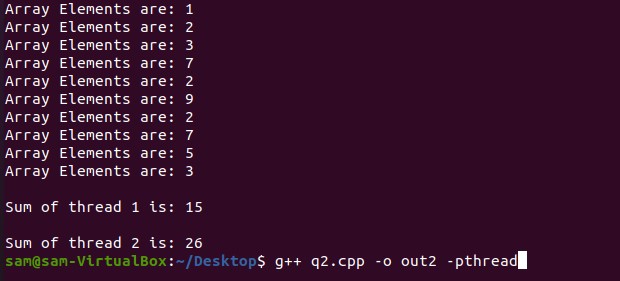 Array Elements are: 1
Array Elements are: 2
Array Elements are: 3
Array Elements are: 7
Array Elements are: 2
Array Elements are: 9
Array Elements are: 2
Array Elements are: 7
Array Elements are: 5
Array Elements are: 3
Sum of thread 1 is: 15
Sum of thread 2 is: 26
sam@sam-VirtualBox:~/Desktop$ g++ q2.cpp -o out2 -pthread